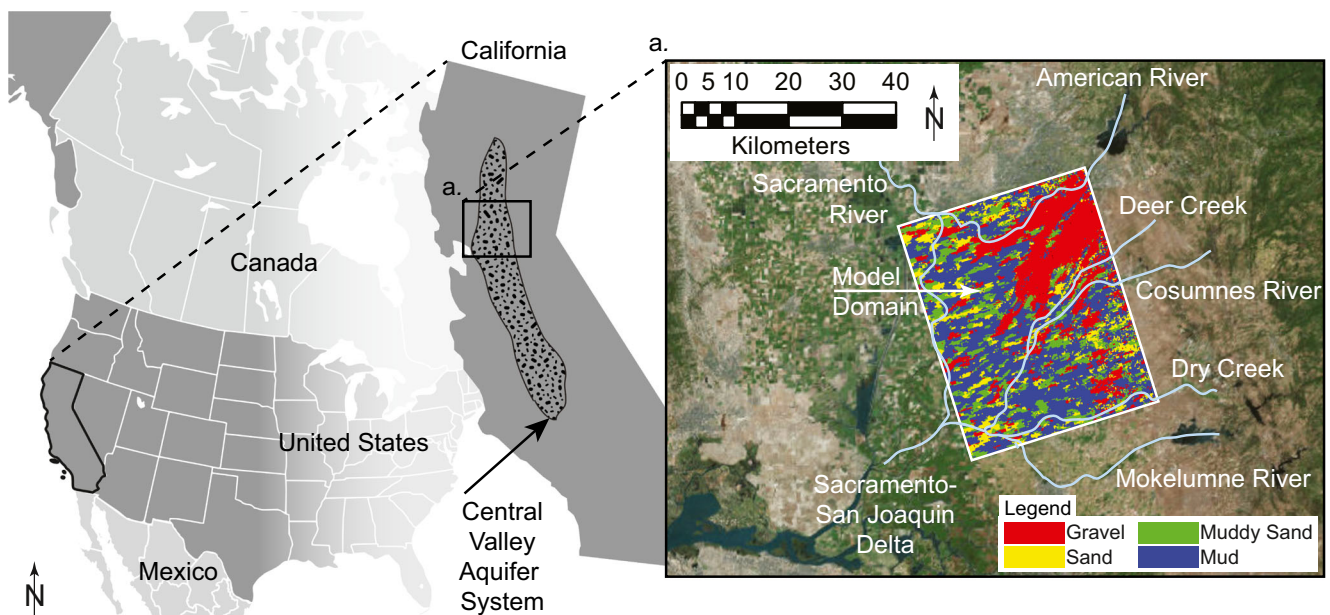 California
Canada
United States
Mexico
N
a.
Central
Valley
Aquifer
System
a.
0 5 10 20 30 40
Kilometers
N
American River
Sacramento
River
Deer Creek
Model
Domain
Cosumnes River
Dry Creek
Mokelumne River
Sacramento-
San Joaquin
Delta
Legend
Gravel
Muddy Sand
Sand
Mud